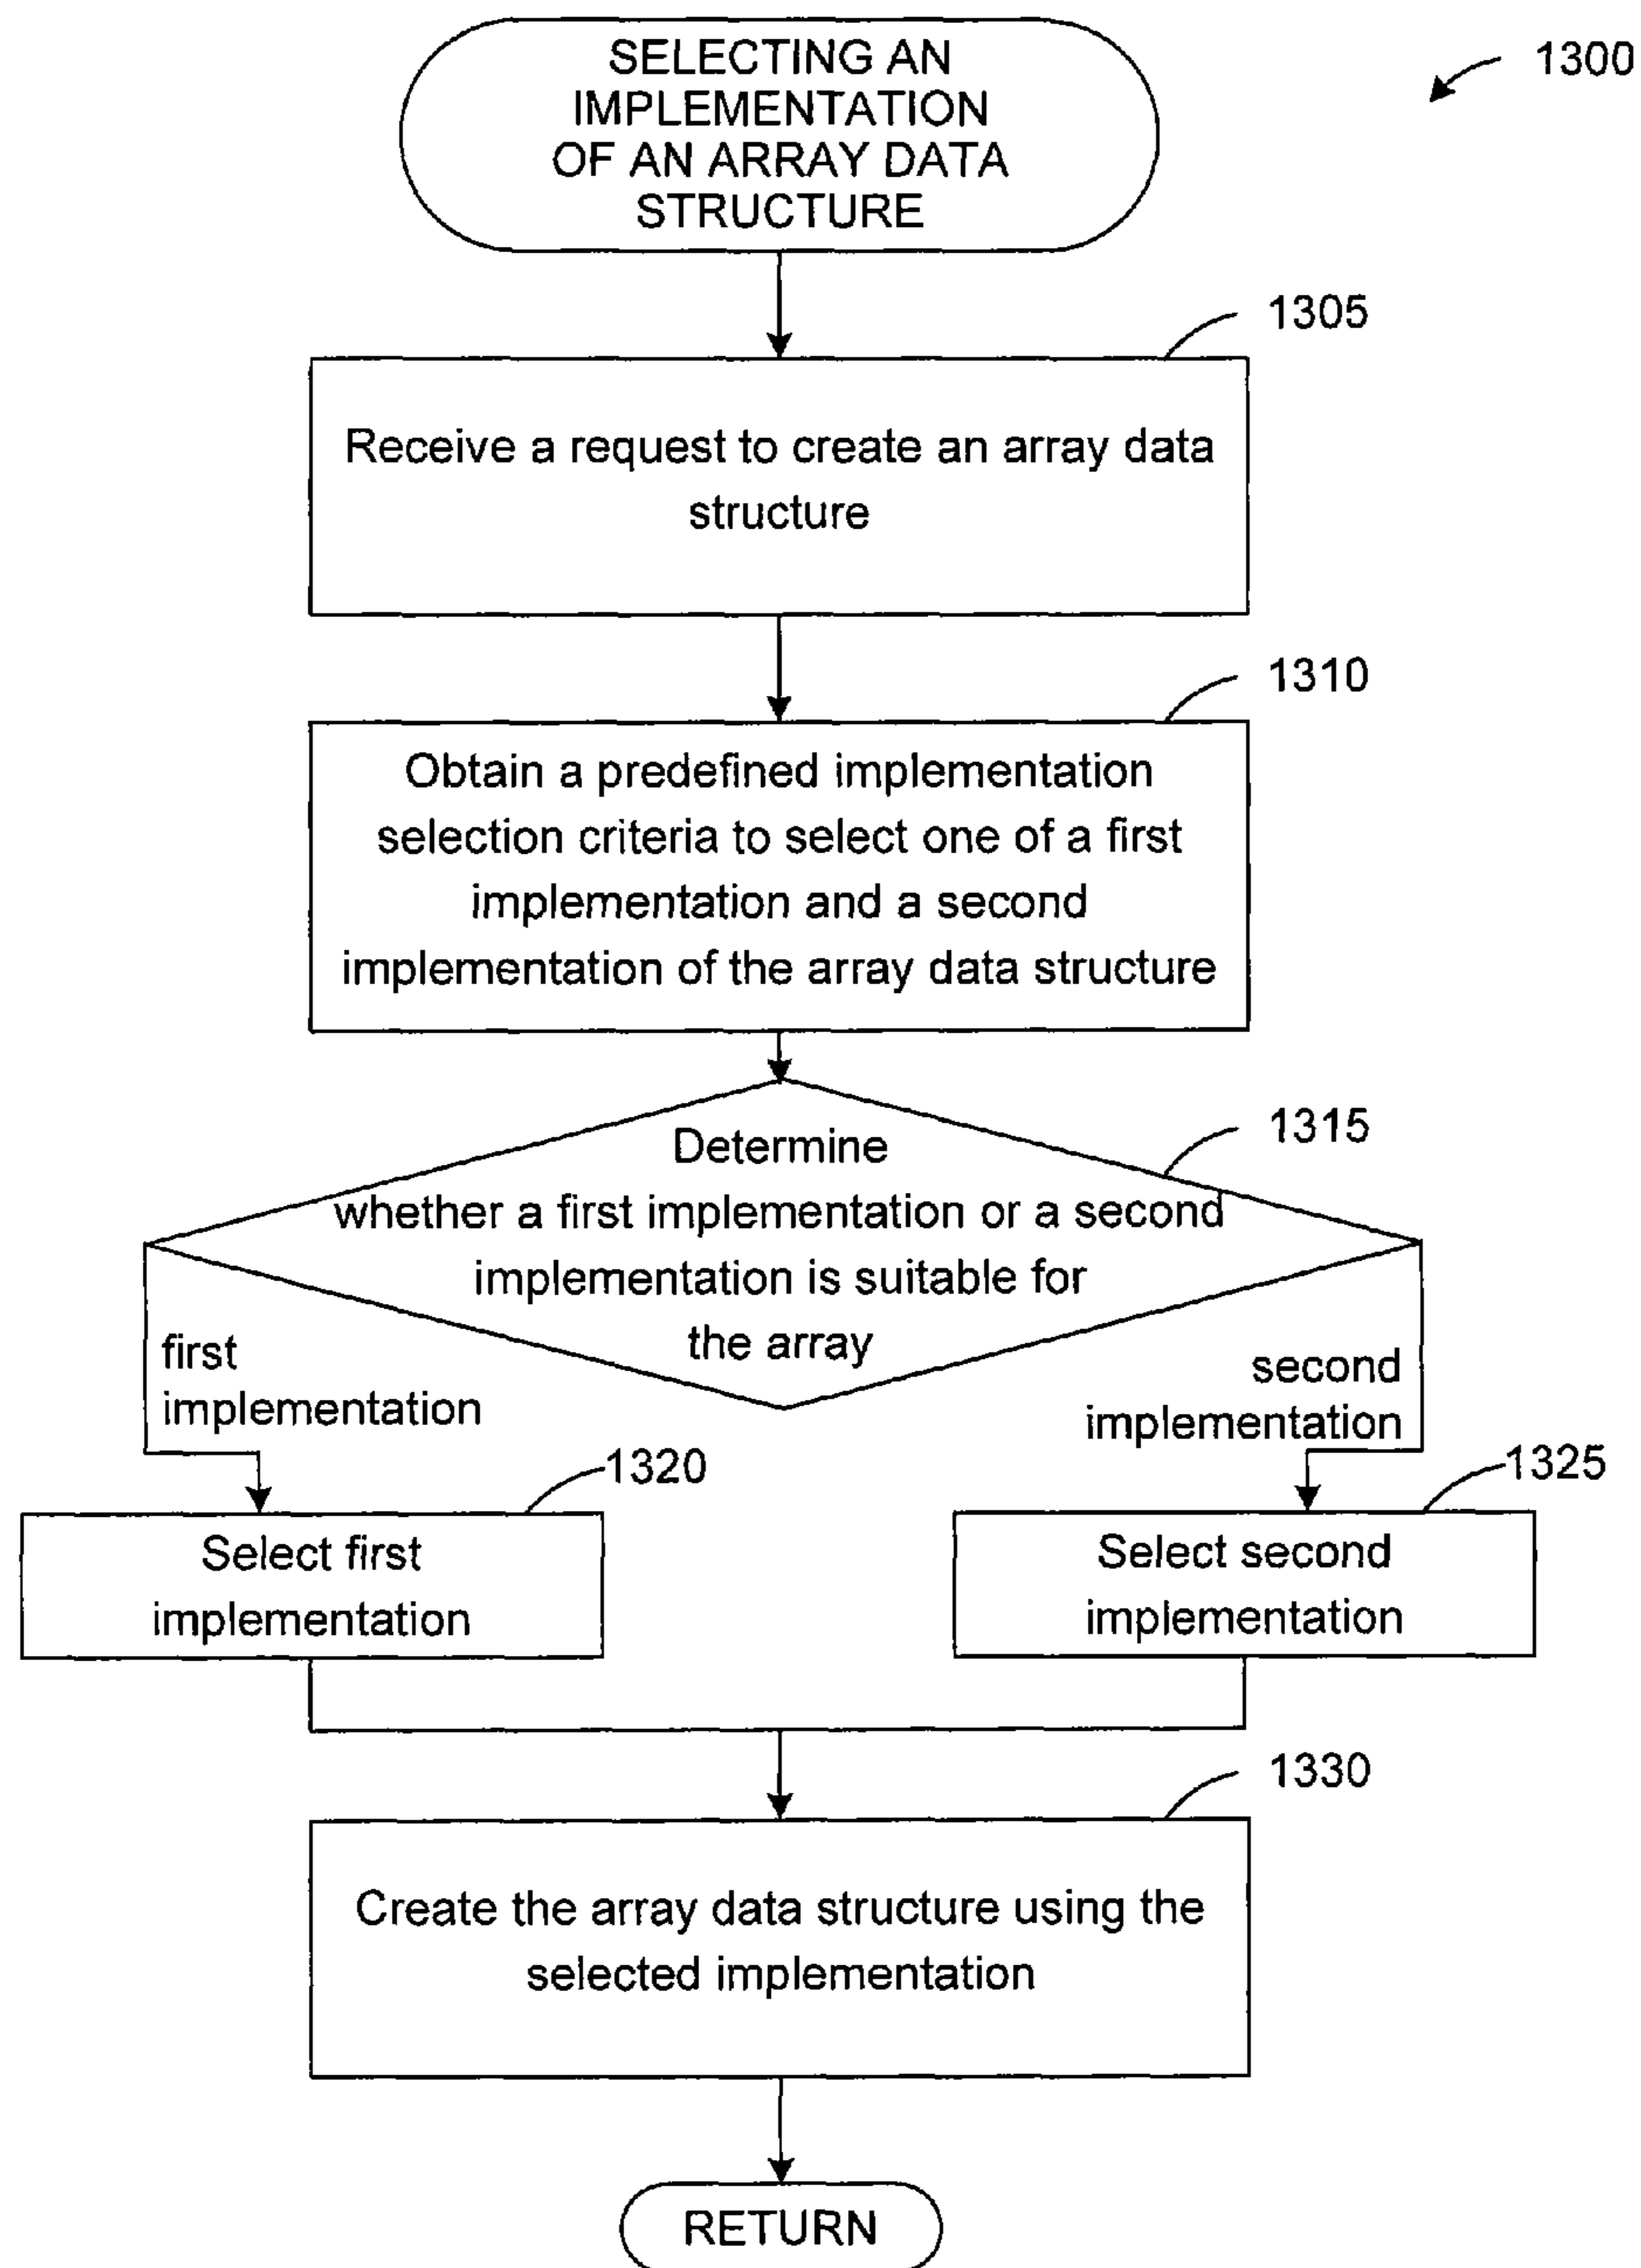 SELECTING AN
IMPLEMENTATION
OF AN ARRAY DATA
STRUCTURE
1300
1305
Receive a request to create an array data
structure
1310
Obtain a predefined implementation
selection criteria to select one of a first
implementation and a second
implementation of the array data structure
1315
Determine
whether a first implementation or a second
implementation is suitable for
the array
first
implementation
second
implementation
1320
1325
Select first
implementation
Select second
implementation
1330
Create the array data structure using the
selected implementation
RETURN